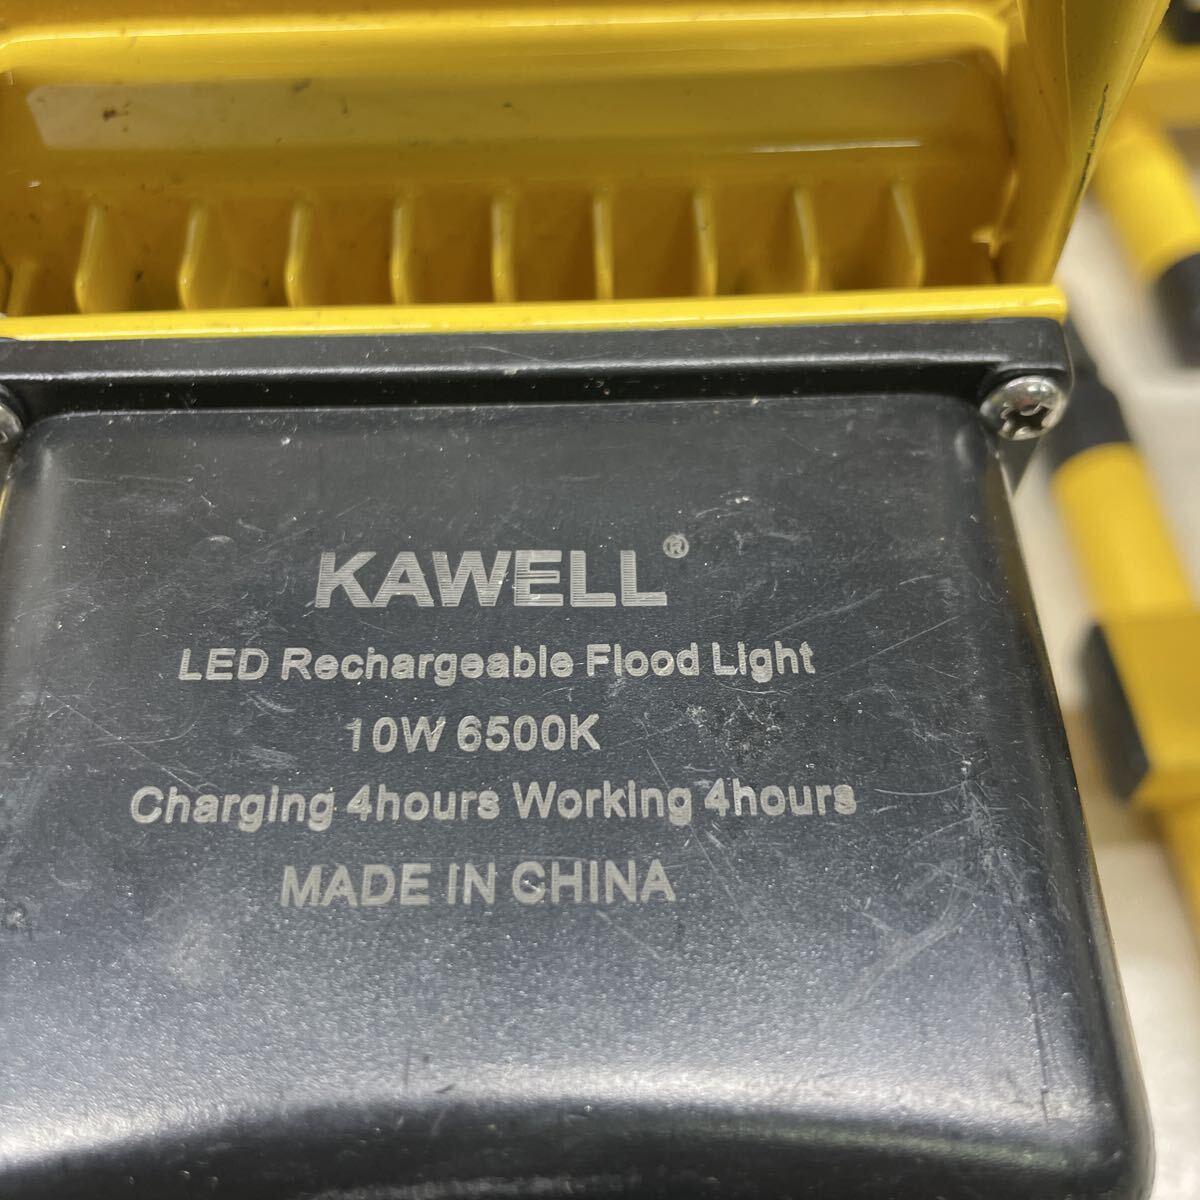 KAWELL®
LED Rechargeable Flood Light
10W 6500K
Charging 4hours Working 4hours
MADE IN CHINA